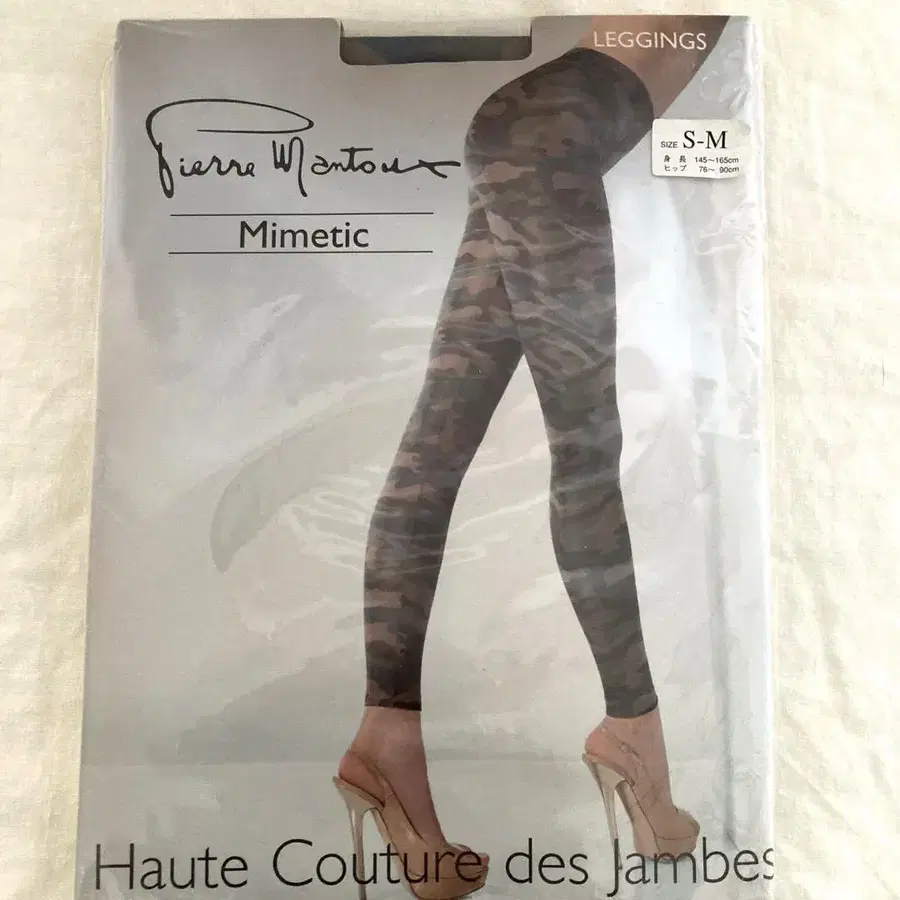 LEGGINGS
Pierre Mantoux
Mimetic
SIZE S-M
身長 145～165cm
ヒップ 76～90cm
Haute Couture des Jambes